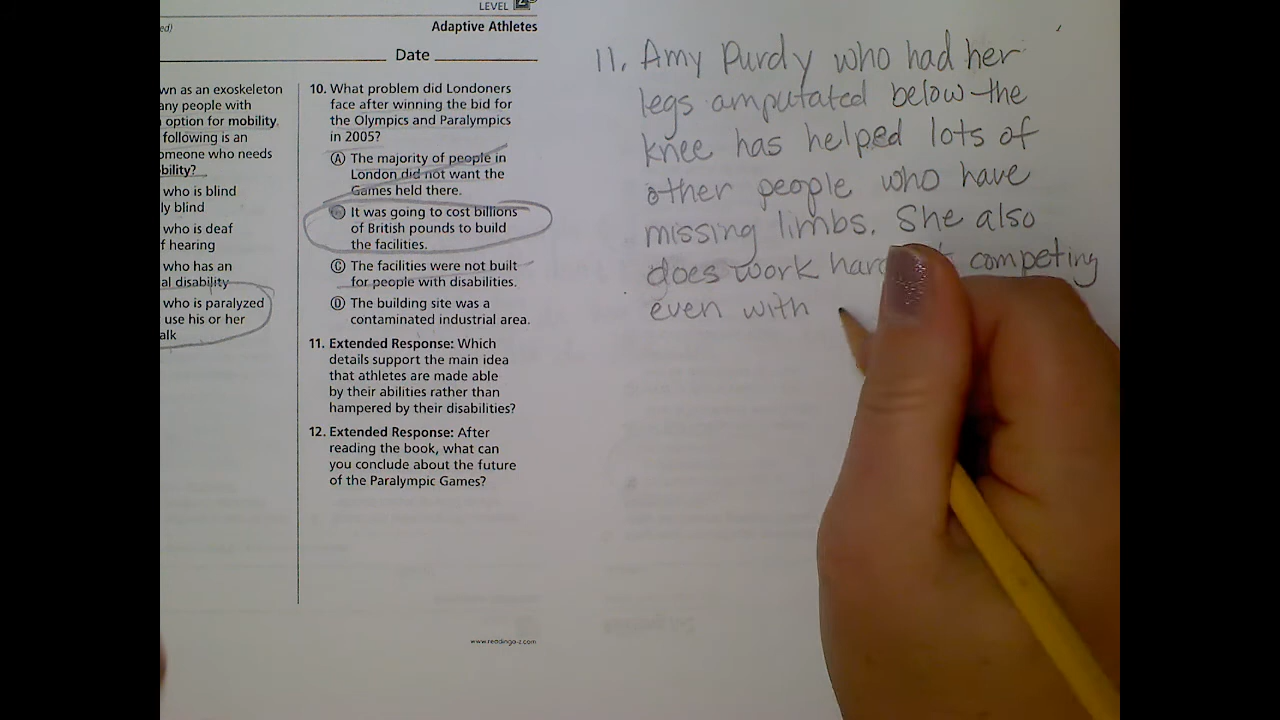 LEVEL
ed)
Adaptive Athletes
Date
wn as an exoskeleton
any people with
option for mobility.
following is an
omeone who needs
bility?
who is blind
ly blind
who is deaf
f hearing
who has an
al disability
who is paralyzed
use his or her
alk
10. What problem did Londoners
face after winning the bid for
the Olympics and Paralympics
in 2005?
A The majority of people in
London did not want the
Games held there.
It was going to cost billions
of British pounds to build
the facilities.
C The facilities were not built
for people with disabilities.
D The building site was a
contaminated industrial area.
11. Extended Response: Which
details support the main idea
that athletes are made able
by their abilities rather than
hampered by their disabilities?
12. Extended Response: After
reading the book, what can
you conclude about the future
of the Paralympic Games?
www.readinga-z.com
11. Amy Purdy who had her
legs amputated below the
knee has helped lots of
other people who have
missing limbs. She also
does work hard competing
even with